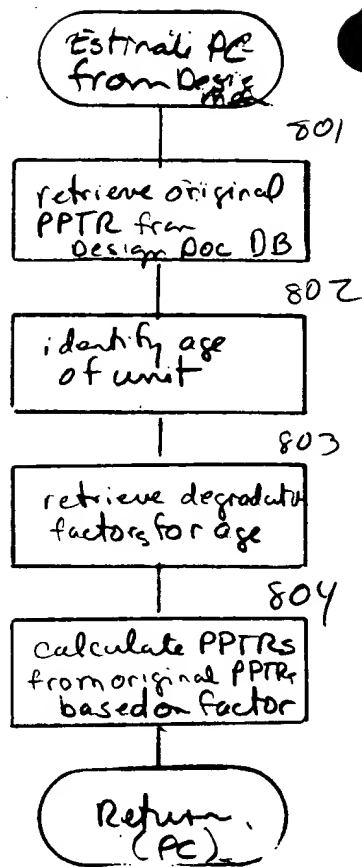 Estimate PC
from Design
801
retrieve original
PPTR from
Design Doc DB
802
identify age
of unit
803
retrieve degradation
factors for age
804
calculate PPTRs
from original PPTRs
based on factor
Return
(PC)